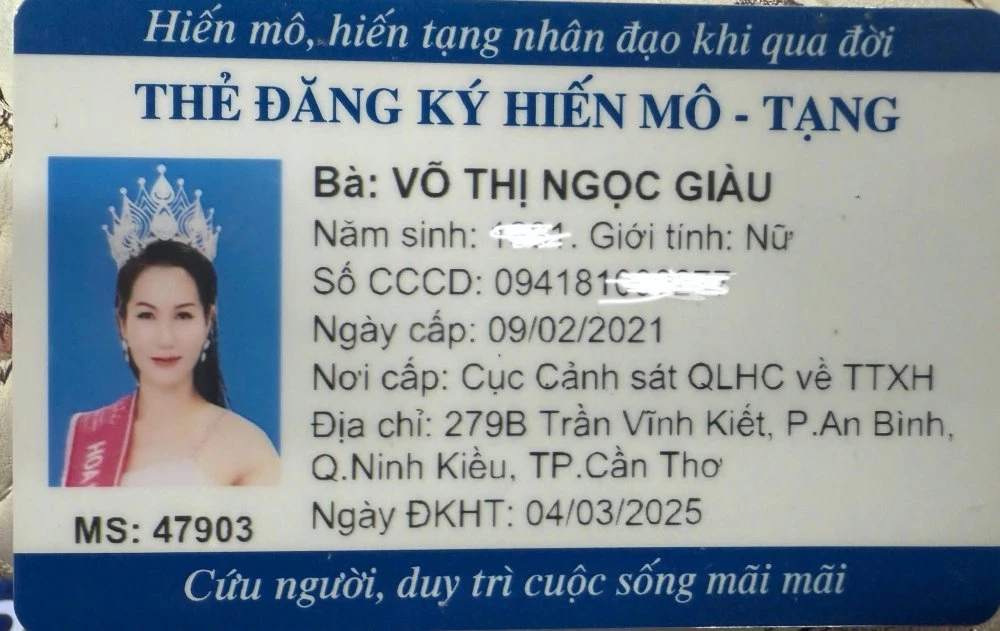 Hiến mô, hiến tạng nhân đạo khi qua đời
THẺ ĐĂNG KÝ HIẾN MÔ - TẠNG
Bà: VÕ THỊ NGỌC GIÀU
Năm sinh: . Giới tính: Nữ
Số CCCD: 094181
Ngày cấp: 09/02/2021
Nơi cấp: Cục Cảnh sát QLHC về TTXH
Địa chỉ: 279B Trần Vĩnh Kiết, P.An Bình,
Q.Ninh Kiều, TP.Cần Thơ
Ngày ĐKHT: 04/03/2025
HOA
MS: 47903
Cứu người, duy trì cuộc sống mãi mãi